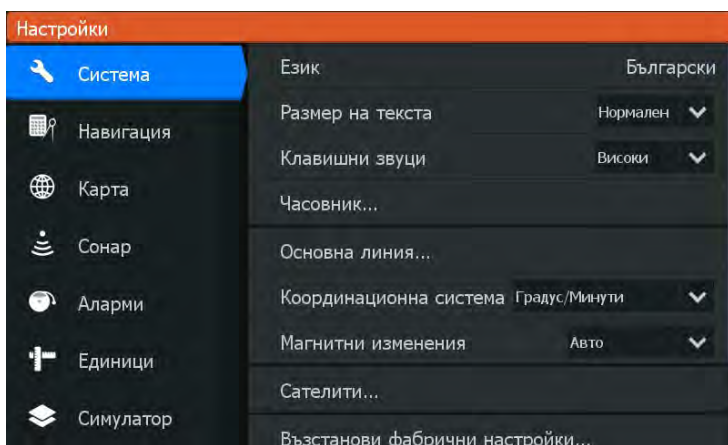 Настройки
Система
Навигация
Карта
Сонар
Аларми
Единици
Симулатор
Език Български
Размер на текста Нормален
Клавишни звуци Високи
Часовник...
Основна линия...
Координационна система Градус/Минути
Магнитни изменения Авто
Сателити...
Възстанови фабрични настройки...